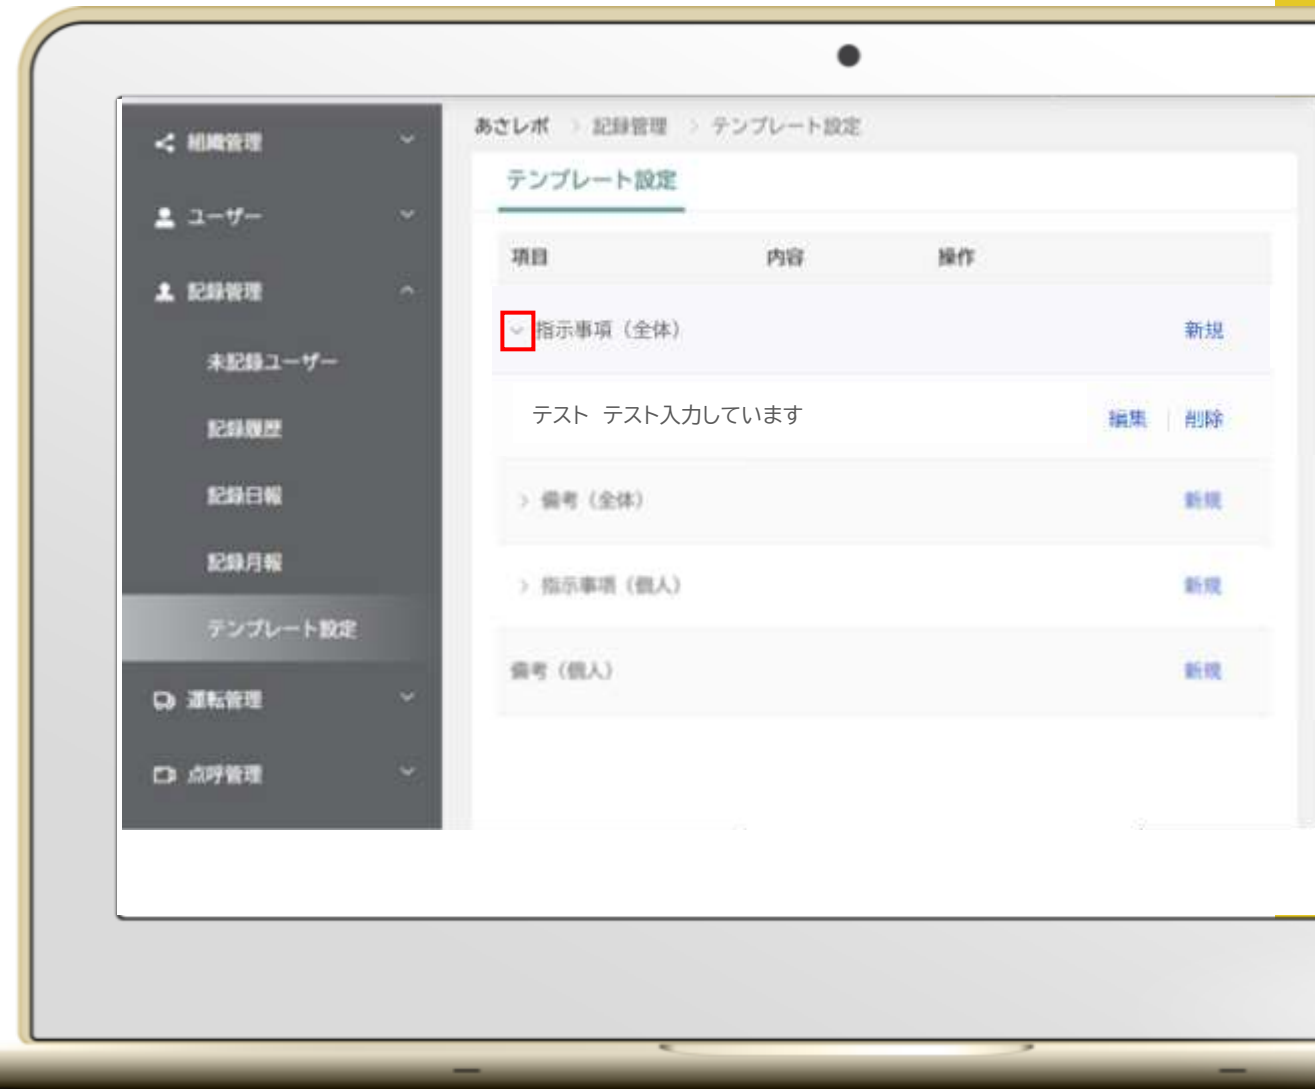 組織管理
ユーザー
記録管理
未記録ユーザー
記録履歴
記録日報
記録月報
テンプレート設定
運転管理
点呼管理
あさレポ > 記録管理 > テンプレート設定
テンプレート設定
項目 内容 操作
指示事項（全体） 新規
テスト テスト入力しています 編集 削除
備考（全体） 新規
指示事項（個人） 新規
備考（個人） 新規